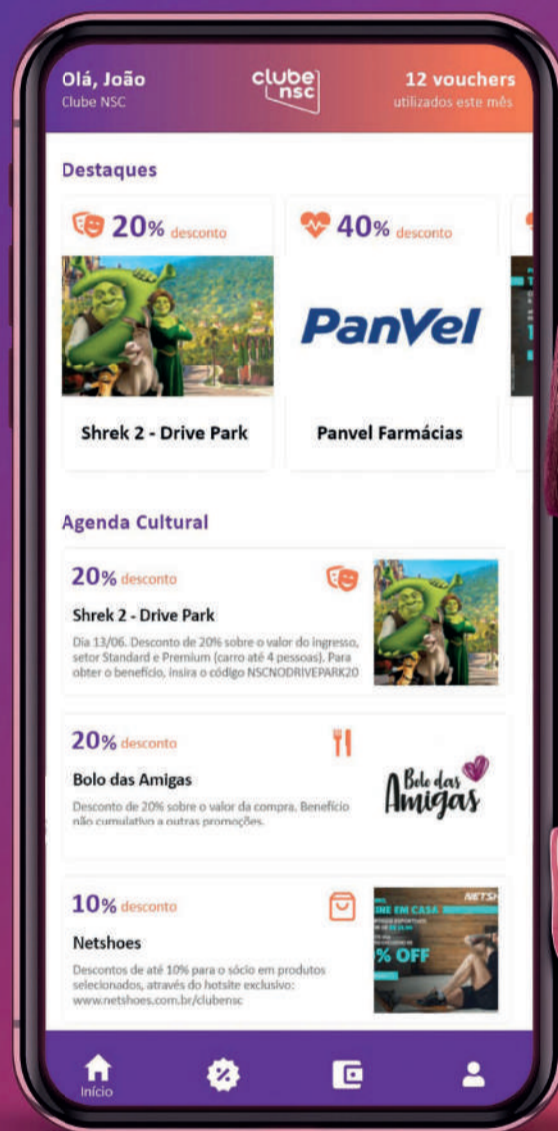 Olá, João
Clube NSC
clube
nsc
12 vouchers
utilizados este mês
Destaques
20% desconto
40% desconto
2
PanVel
Shrek 2 - Drive Park
Panvel Farmácias
Agenda Cultural
20% desconto
Shrek 2 - Drive Park
Dia 13/06. Desconto de 20% sobre o valor do ingresso,
setor Standard e Premium (carro até 4 pessoas). Para
obter o benefício, insira o código NSCNODRIVEPARK20
2
20% desconto
Bolo das Amigas
Desconto de 20% sobre o valor da compra. Benefício
não cumulativo a outras promoções.
Bolo das
Amigas
10% desconto
Netshoes
Descontos de até 10% para o sócio em produtos
selecionados, através do hotsite exclusivo:
www.netshoes.com.br/clubensc
NETSH
INE EM CASA
% OFF
Início